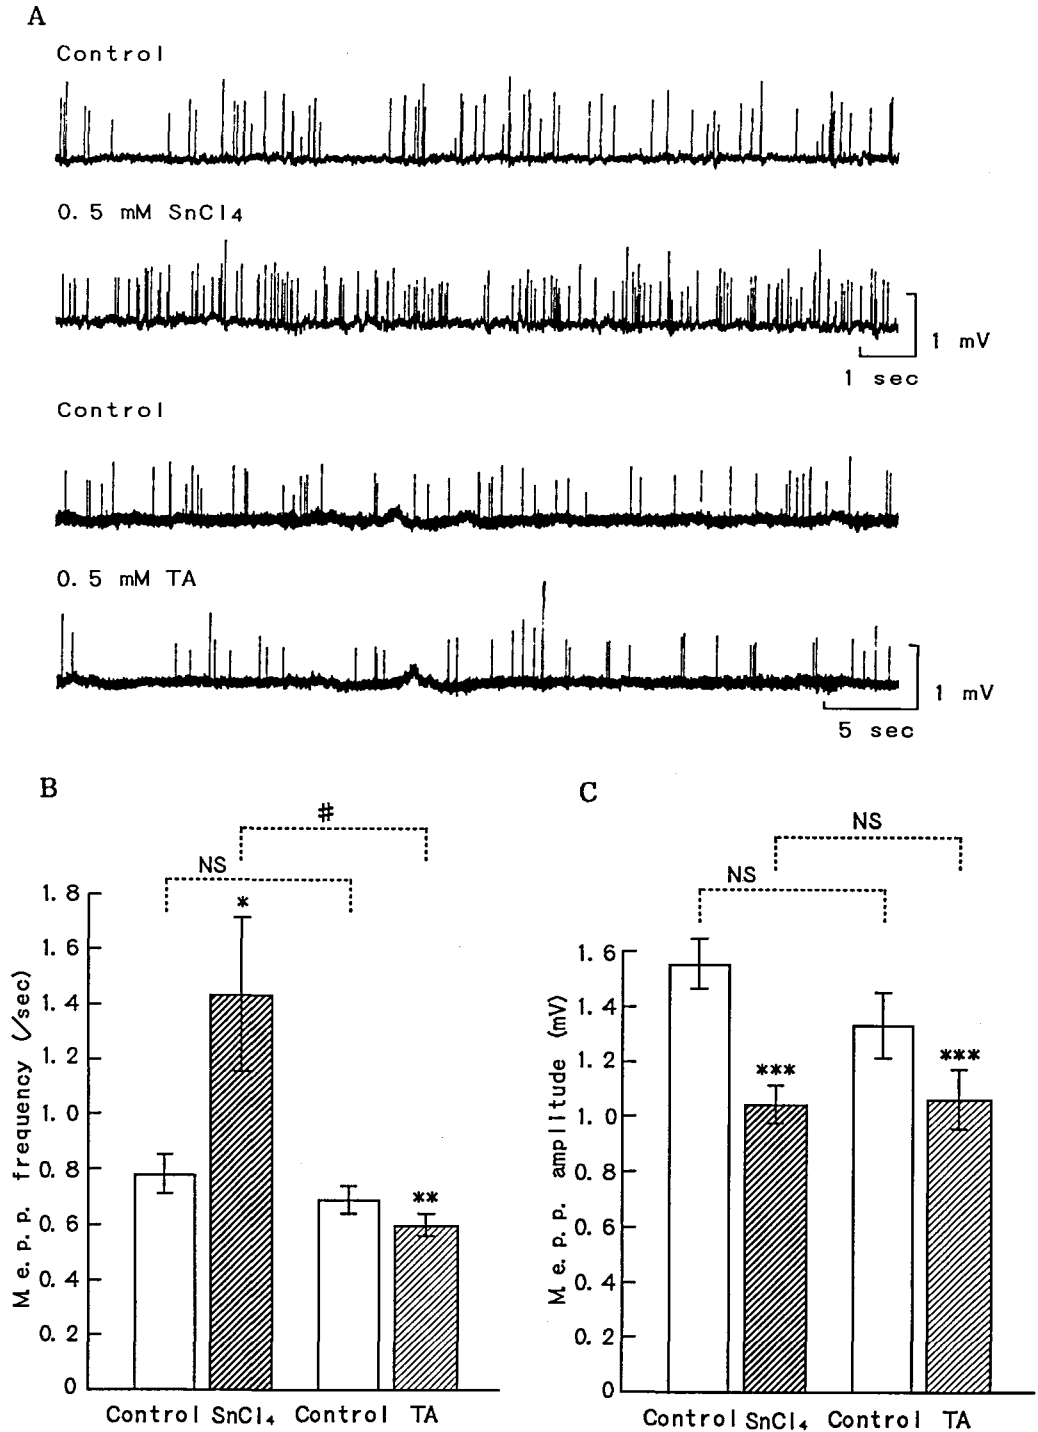 A
Control
0.5 mM SnCl4
1 mV
1 sec
Control
0.5 mM TA
1 mV
5 sec
B
#
NS
*
**
1.8
1.6
1.4
1.2
1.0
0.8
0.6
0.4
0.2
0
M.e.p.p. frequency (/sec)
Control SnCl4 Control TA
C
NS
NS
***
***
1.6
1.4
1.2
1.0
0.8
0.6
0.4
0.2
0
M.e.p.p. amplitude (mV)
Control SnCl4 Control TA